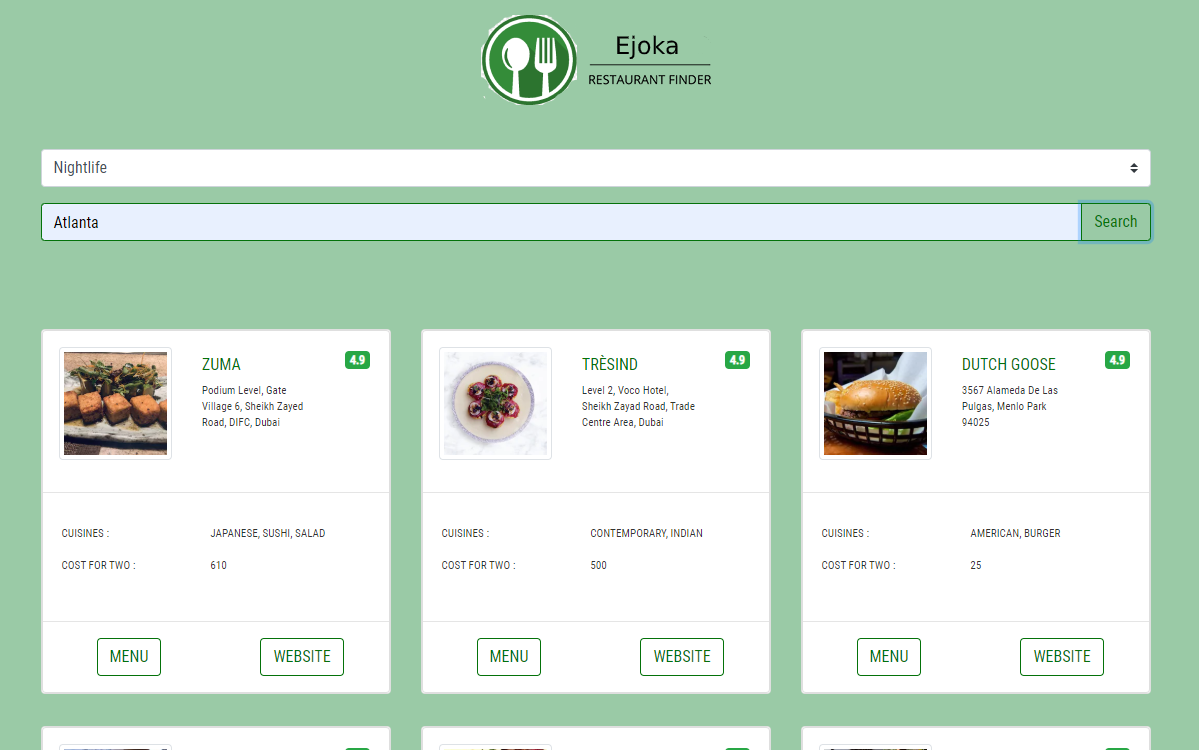 Ejoka
RESTAURANT FINDER
Nightlife
Atlanta
Search
ZUMA
4.9
Podium Level, Gate
Village 6, Sheikh Zayed
Road, DIFC, Dubai
CUISINES :
JAPANESE, SUSHI, SALAD
COST FOR TWO :
610
MENU
WEBSITE
TRÈSIND
4.9
Level 2, Voco Hotel,
Sheikh Zayad Road, Trade
Centre Area, Dubai
CUISINES :
CONTEMPORARY, INDIAN
COST FOR TWO :
500
MENU
WEBSITE
DUTCH GOOSE
4.9
3567 Alameda De Las
Pulgas, Menlo Park
94025
CUISINES :
AMERICAN, BURGER
COST FOR TWO :
25
MENU
WEBSITE